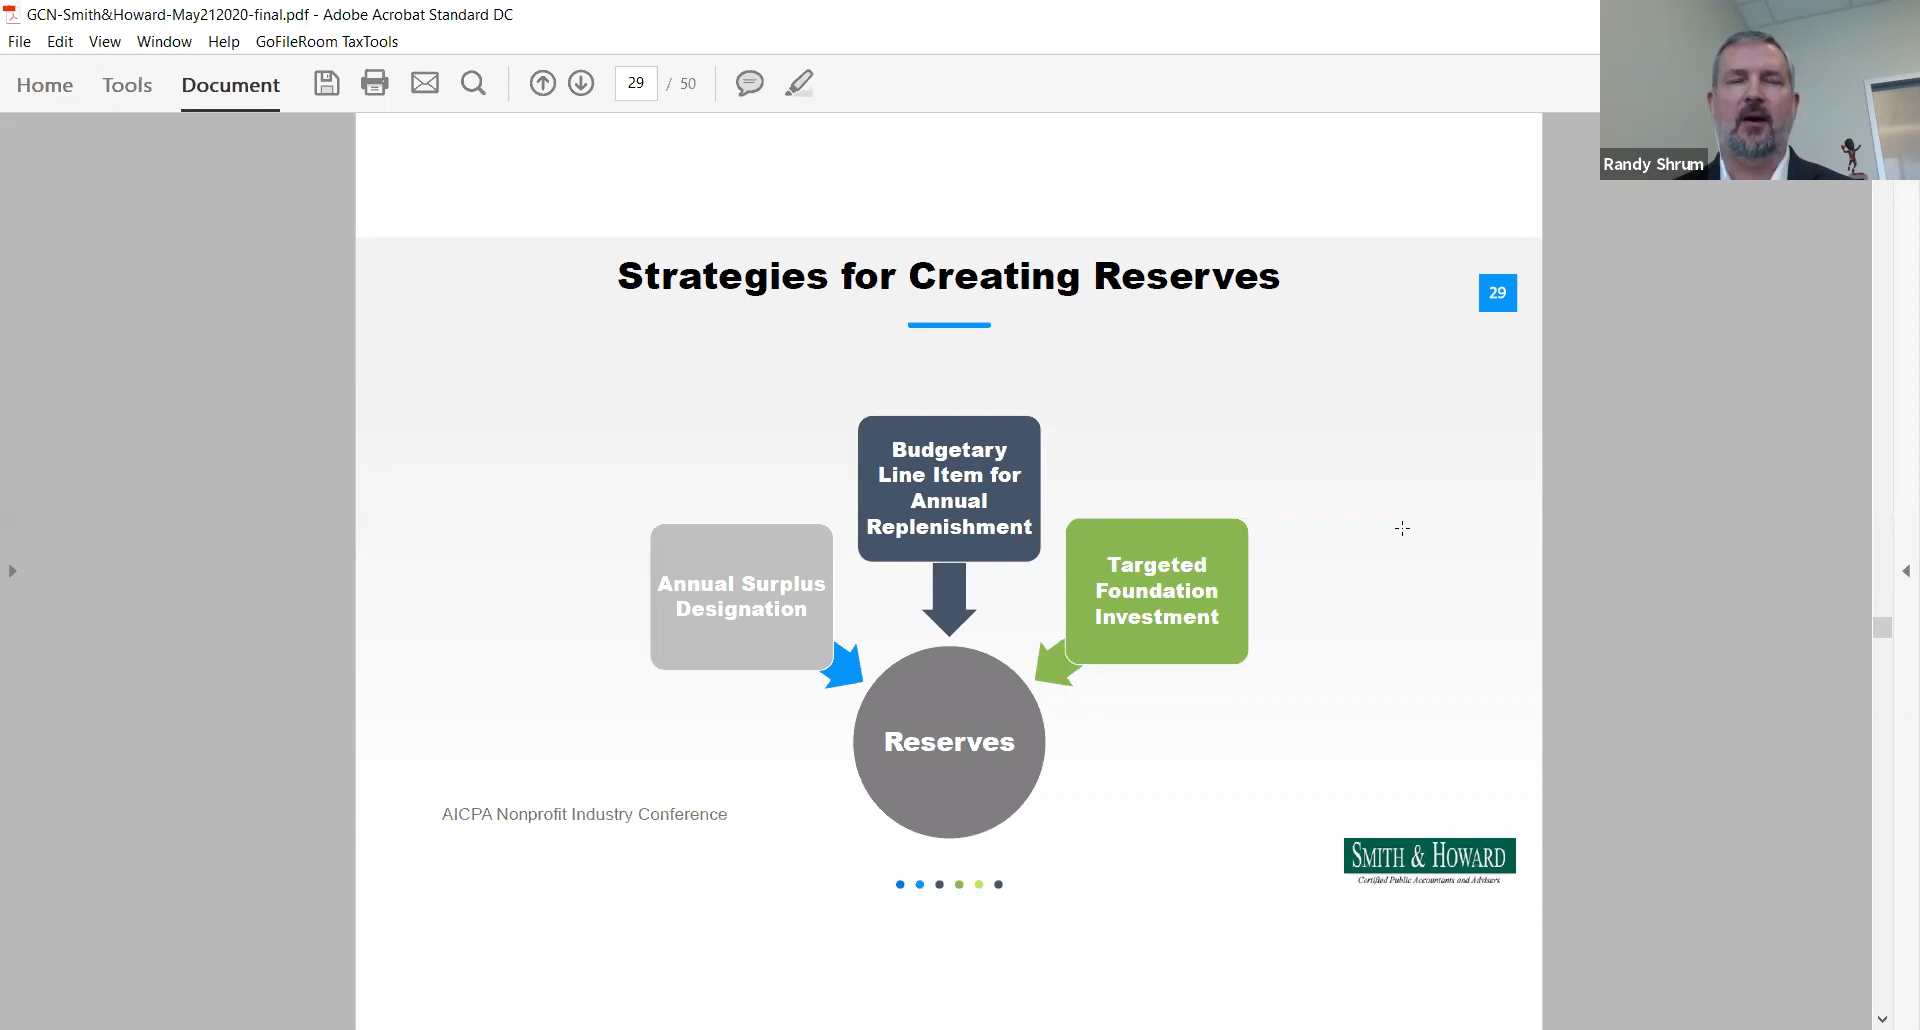 GCN-Smith&Howard-May212020-final.pdf - Adobe Acrobat Standard DC
File Edit View Window Help GoFileRoom TaxTools
Home Tools Document 29 / 50
Randy Shrum
Strategies for Creating Reserves
29
Budgetary
Line Item for
Annual
Replenishment
Annual Surplus
Designation
Targeted
Foundation
Investment
Reserves
AICPA Nonprofit Industry Conference
SMITH & HOWARD
Certified Public Accountants and Advisors